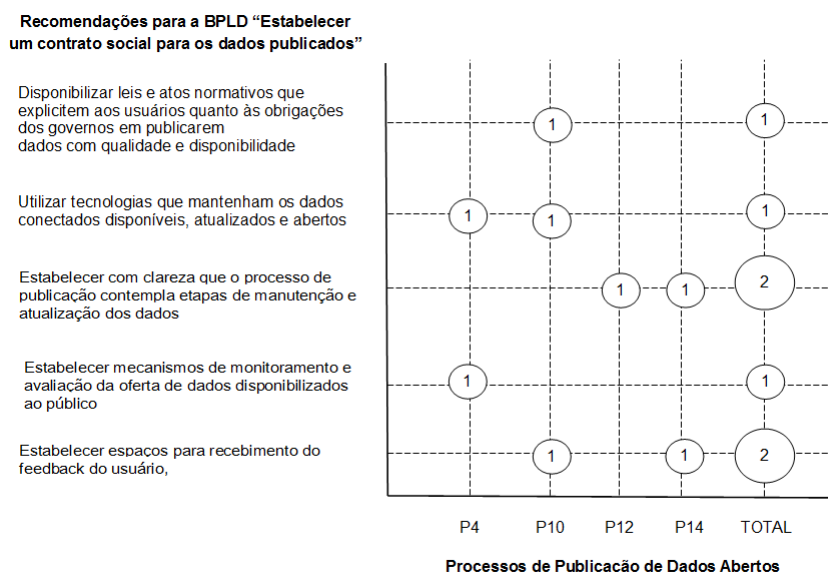 Recomendações para a BPLD “Estabelecer
um contrato social para os dados publicados”
Disponibilizar leis e atos normativos que
explicitem aos usuários quanto às obrigações
dos governos em publicarem
dados com qualidade e disponibilidade
1 1
Utilizar tecnologias que mantenham os dados
conectados disponíveis, atualizados e abertos
1 1 1
Estabelecer com clareza que o processo de
publicação contempla etapas de manutenção e
atualização dos dados
1 1 2
Estabelecer mecanismos de monitoramento e
avaliação da oferta de dados disponibilizados
ao público
1 1
Estabelecer espaços para recebimento do
feedback do usuário,
1 1 2
P4 P10 P12 P14 TOTAL
Processos de Publicação de Dados Abertos